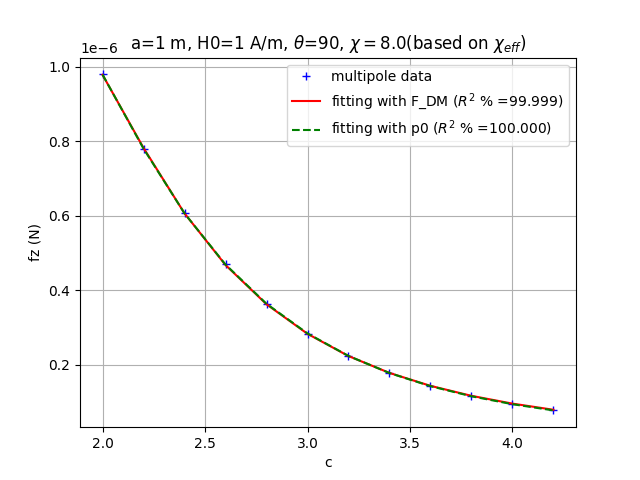 a=1 m, H0=1 A/m, θ=90, χ = 8.0(based on χ_eff)
1e−6
multipole data
fitting with F_DM (R² % =99.999)
fitting with p0 (R² % =100.000)
1.0
0.8
0.6
0.4
0.2
fz (N)
2.0 2.5 3.0 3.5 4.0
c